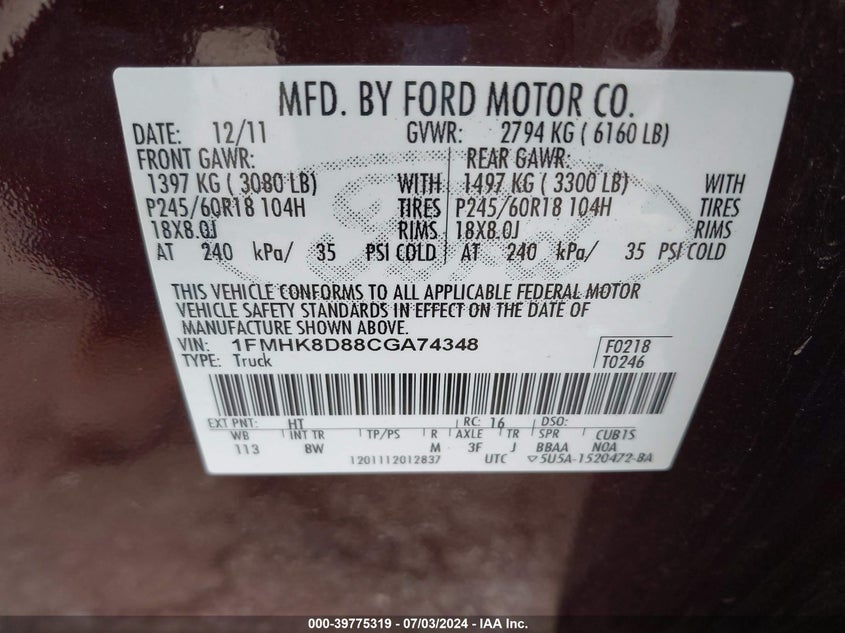 MFD. BY FORD MOTOR CO.
DATE: 12/11 GVWR: 2794 KG ( 6160 LB)
FRONT GAWR: REAR GAWR:
1397 KG ( 3080 LB) WITH 1497 KG ( 3300 LB) WITH
P245/60R18 104H TIRES P245/60R18 104H TIRES
18X8.0J RIMS 18X8.0J RIMS
AT 240 kPa/ 35 PSI COLD AT 240 kPa/ 35 PSI COLD
THIS VEHICLE CONFORMS TO ALL APPLICABLE FEDERAL MOTOR
VEHICLE SAFETY STANDARDS IN EFFECT ON THE DATE OF
MANUFACTURE SHOWN ABOVE.
VIN: 1FMHK8D88CGA74348 F0218
TYPE: Truck T0246
EXT PNT: HT RC: 16 DSO:
WB INT TR TP/PS R AXLE TR SPR CUB1S
113 8W M 3F J BBAA NOA
1201112012837 UTC ▽5U5A-1520472-BA
000-39775319 / 07/03/2024 - IAA Inc.